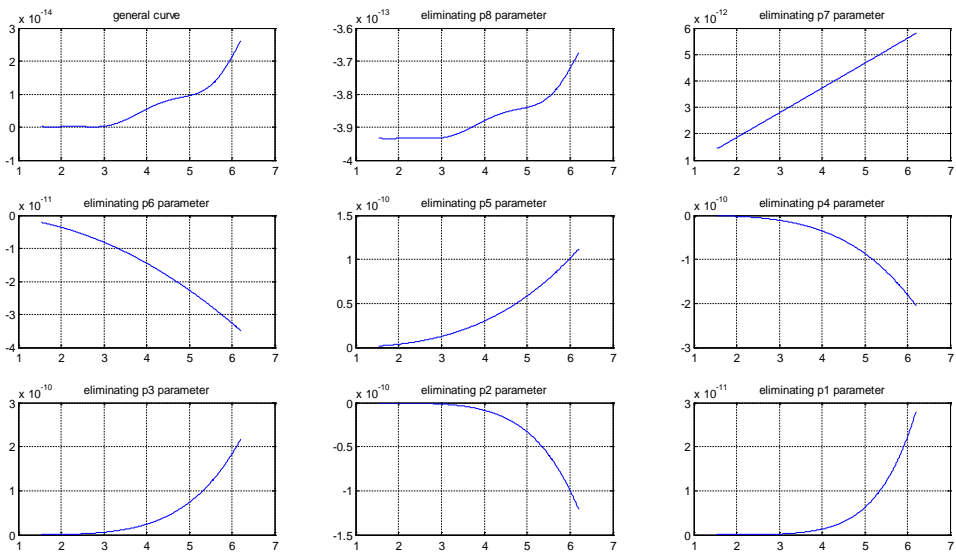 general curve
x 10^-14
3
2
1
0
-1
1 2 3 4 5 6 7
eliminating p8 parameter
x 10^-13
-3.6
-3.7
-3.8
-3.9
-4
1 2 3 4 5 6 7
eliminating p7 parameter
x 10^-12
6
5
4
3
2
1
1 2 3 4 5 6 7
eliminating p6 parameter
x 10^-11
0
-1
-2
-3
-4
1 2 3 4 5 6 7
eliminating p5 parameter
x 10^-10
1.5
1
0.5
0
1 2 3 4 5 6 7
eliminating p4 parameter
x 10^-10
0
-1
-2
-3
1 2 3 4 5 6 7
eliminating p3 parameter
x 10^-10
3
2
1
0
1 2 3 4 5 6 7
eliminating p2 parameter
x 10^-10
0
-0.5
-1
-1.5
1 2 3 4 5 6 7
eliminating p1 parameter
x 10^-11
3
2
1
0
1 2 3 4 5 6 7